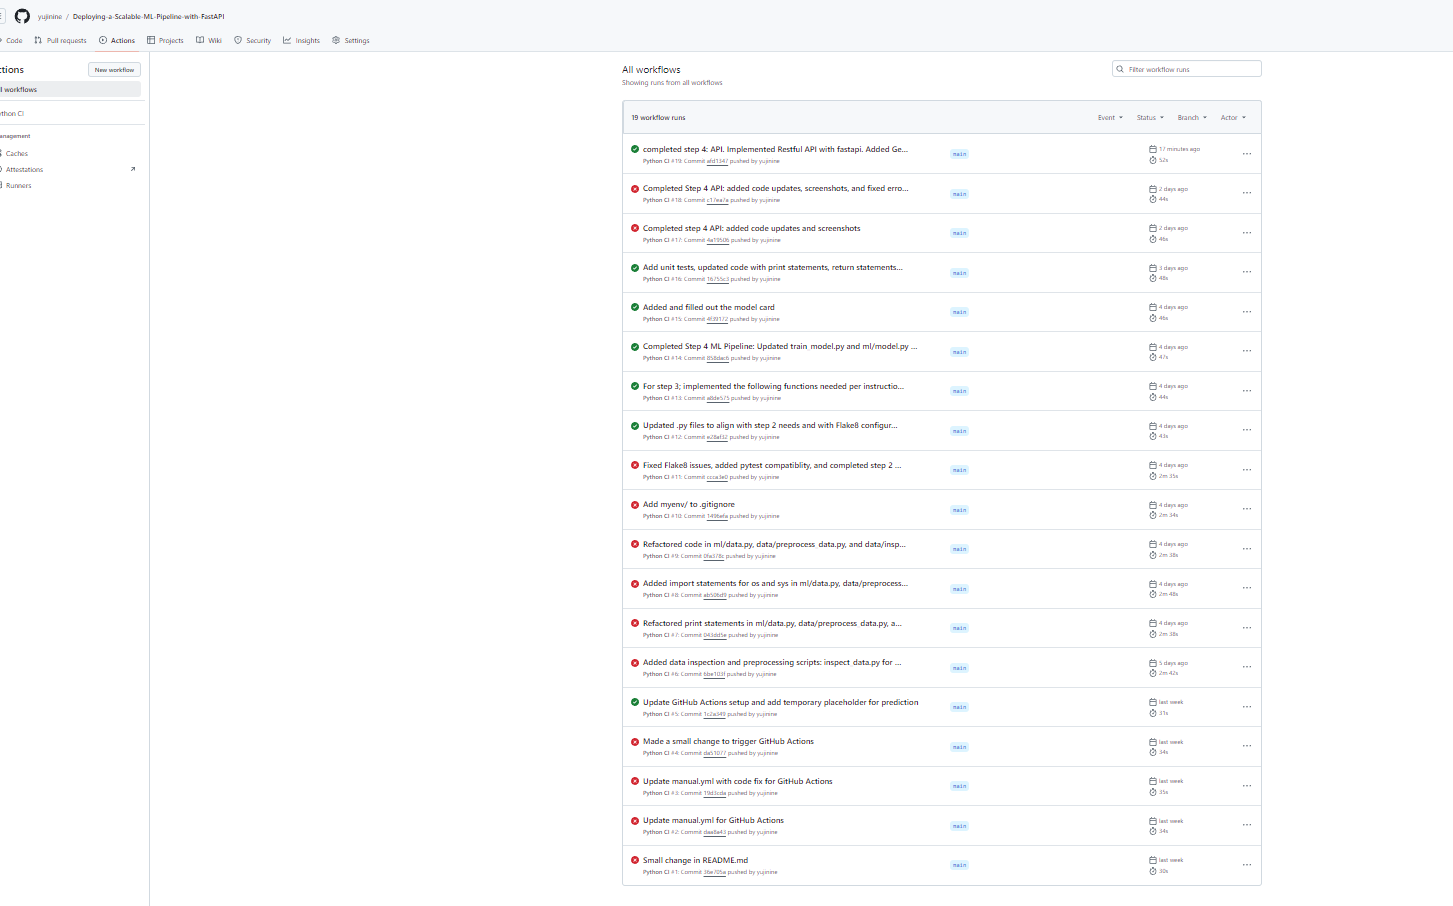 yujinine / Deploying-a-Scalable-ML-Pipeline-with-FastAPI
Code Pull requests Actions Projects Wiki Security Insights Settings
ctions New workflow
ll workflows
ython CI
anagement
Caches
Attestations
Runners
All workflows
Showing runs from all workflows
Filter workflow runs
19 workflow runs Event Status Branch Actor
completed step 4: API. Implemented Restful API with fastapi. Added Ge... main 17 minutes ago
Python CI #19: Commit afd1347 pushed by yujinine 52s
Completed Step 4 API: added code updates, screenshots, and fixed erro... main 2 days ago
Python CI #18: Commit c17ea7a pushed by yujinine 44s
Completed step 4 API: added code updates and screenshots main 2 days ago
Python CI #17: Commit 4a19506 pushed by yujinine 46s
Add unit tests, updated code with print statements, return statements... main 3 days ago
Python CI #16: Commit 16755c3 pushed by yujinine 48s
Added and filled out the model card main 4 days ago
Python CI #15: Commit 4f39172 pushed by yujinine 46s
Completed Step 4 ML Pipeline: Updated train_model.py and ml/model.py ... main 4 days ago
Python CI #14: Commit 858dac6 pushed by yujinine 47s
For step 3; implemented the following functions needed per instructio... main 4 days ago
Python CI #13: Commit a8de575 pushed by yujinine 44s
Updated .py files to align with step 2 needs and with Flake8 configur... main 4 days ago
Python CI #12: Commit e28af32 pushed by yujinine 43s
Fixed Flake8 issues, added pytest compatiblity, and completed step 2 ... main 4 days ago
Python CI #11: Commit ccca3e0 pushed by yujinine 2m 35s
Add myenv/ to .gitignore main 4 days ago
Python CI #10: Commit 1496efa pushed by yujinine 2m 34s
Refactored code in ml/data.py, data/preprocess_data.py, and data/insp... main 4 days ago
Python CI #9: Commit 0fa378c pushed by yujinine 2m 38s
Added import statements for os and sys in ml/data.py, data/preprocess... main 4 days ago
Python CI #8: Commit ab506d9 pushed by yujinine 2m 48s
Refactored print statements in ml/data.py, data/preprocess_data.py, a... main 4 days ago
Python CI #7: Commit 043dd5e pushed by yujinine 2m 38s
Added data inspection and preprocessing scripts: inspect_data.py for ... main 5 days ago
Python CI #6: Commit 6be103f pushed by yujinine 2m 42s
Update GitHub Actions setup and add temporary placeholder for prediction main last week
Python CI #5: Commit 1c2ad49 pushed by yujinine 31s
Made a small change to trigger GitHub Actions main last week
Python CI #4: Commit da51077 pushed by yujinine 34s
Update manual.yml with code fix for GitHub Actions main last week
Python CI #3: Commit 19d3cda pushed by yujinine 35s
Update manual.yml for GitHub Actions main last week
Python CI #2: Commit daa8a43 pushed by yujinine 34s
Small change in README.md main last week
Python CI #1: Commit 36e705a pushed by yujinine 30s